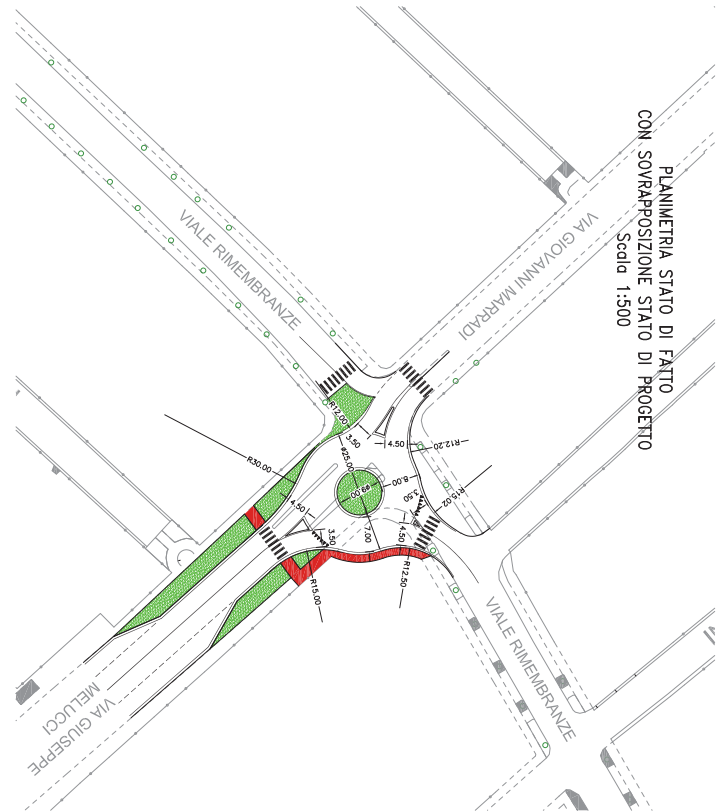 PLANIMETRIA STATO DI FATTO
CON SOVRAPPOSIZIONE STATO DI PROGETTO
Scala 1:500
VIA GIOVANNI MARRADI
VIALE RIMEMBRANZE
R12.00
3.50
4.50
R12.20
R30.00
ø25.00
ø9.00
8.00
3.50
R15.02
4.50
3.50
7.00
4.50
R15.00
R12.50
VIALE RIMEMBRANZE
VIA GIUSEPPE
MELUCCI